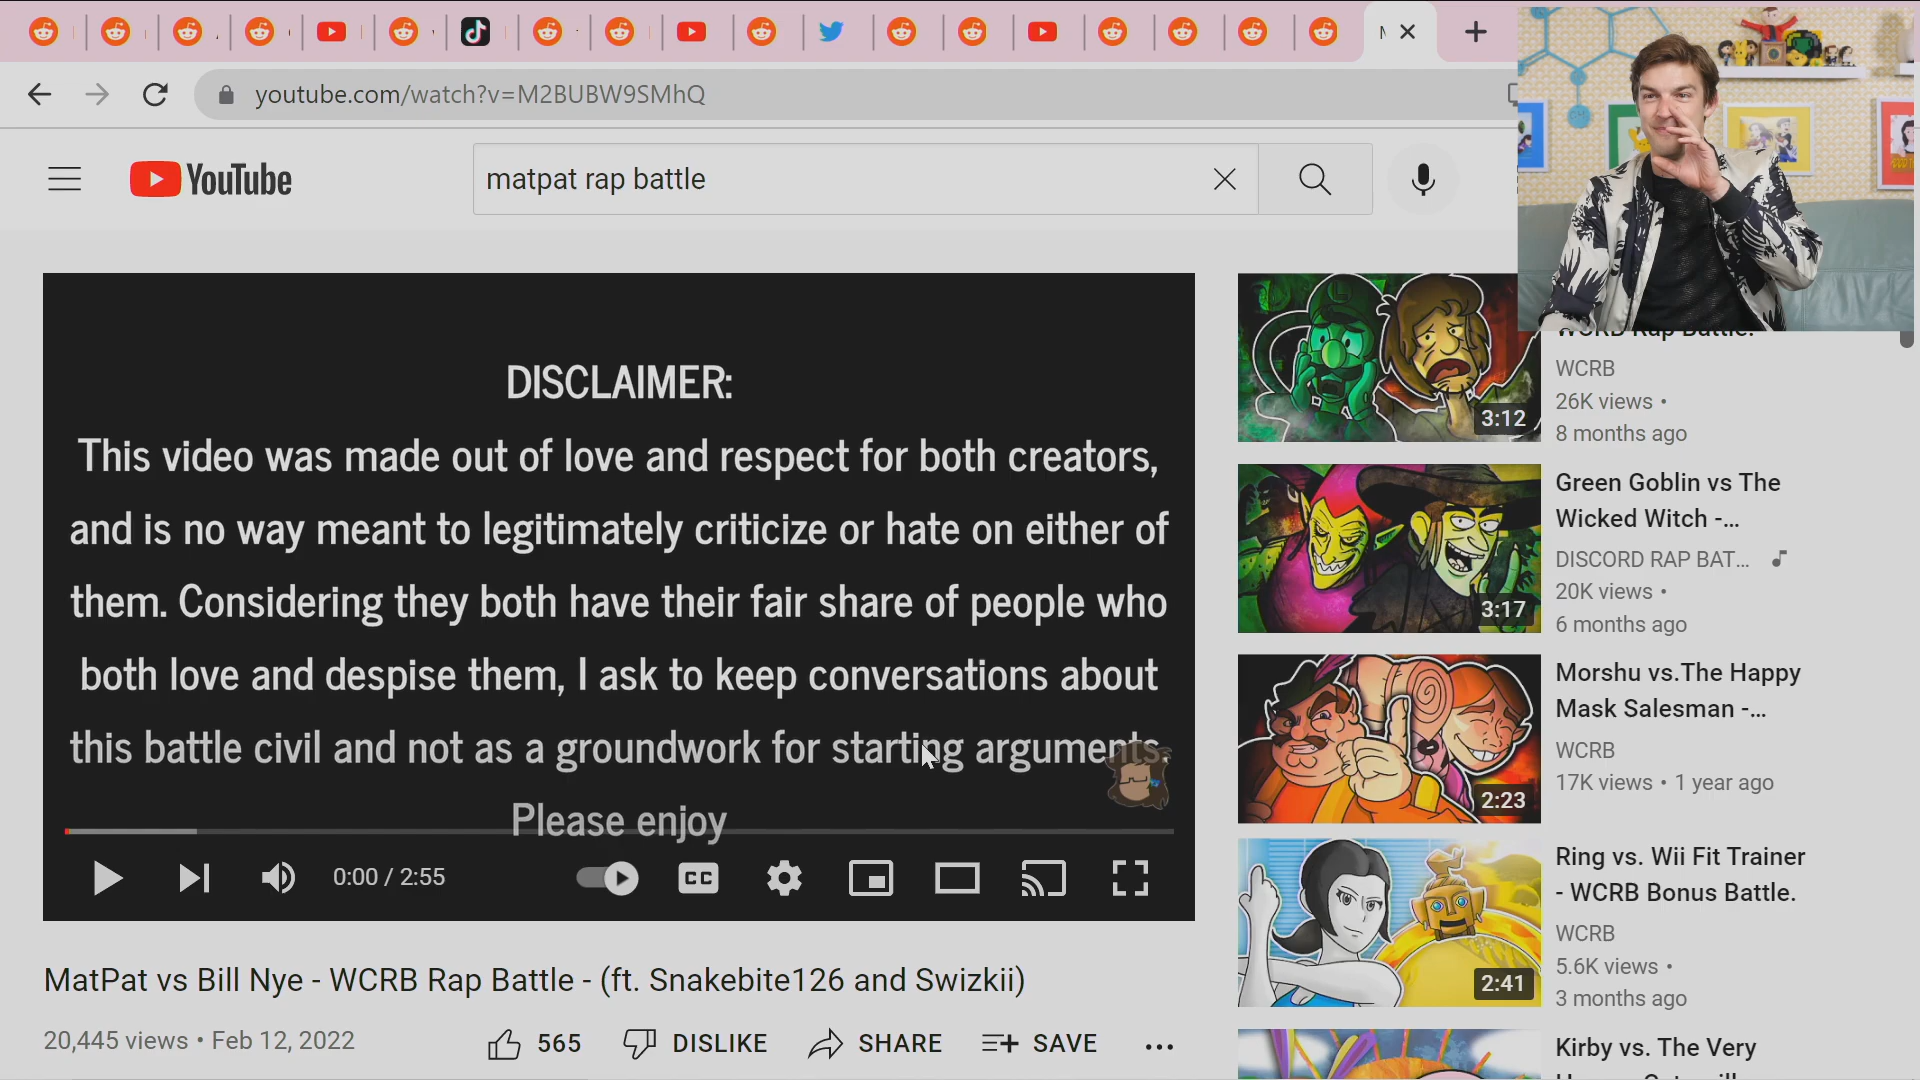 youtube.com/watch?v=M2BUBW9SMhQ
YouTube
matpat rap battle
DISCLAIMER:
This video was made out of love and respect for both creators,
and is no way meant to legitimately criticize or hate on either of
them. Considering they both have their fair share of people who
both love and despise them, I ask to keep conversations about
this battle civil and not as a groundwork for starting arguments.
Please enjoy
0:00 / 2:55
CC
MatPat vs Bill Nye - WCRB Rap Battle - (ft. Snakebite126 and Swizkii)
20,445 views • Feb 12, 2022
565
DISLIKE
SHARE
SAVE
3:12
WCRB Rap Battle.
WCRB
26K views •
8 months ago
3:17
Green Goblin vs The
Wicked Witch -...
DISCORD RAP BAT...
20K views •
6 months ago
2:23
Morshu vs.The Happy
Mask Salesman -...
WCRB
17K views • 1 year ago
2:41
Ring vs. Wii Fit Trainer
- WCRB Bonus Battle.
WCRB
5.6K views •
3 months ago
Kirby vs. The Very